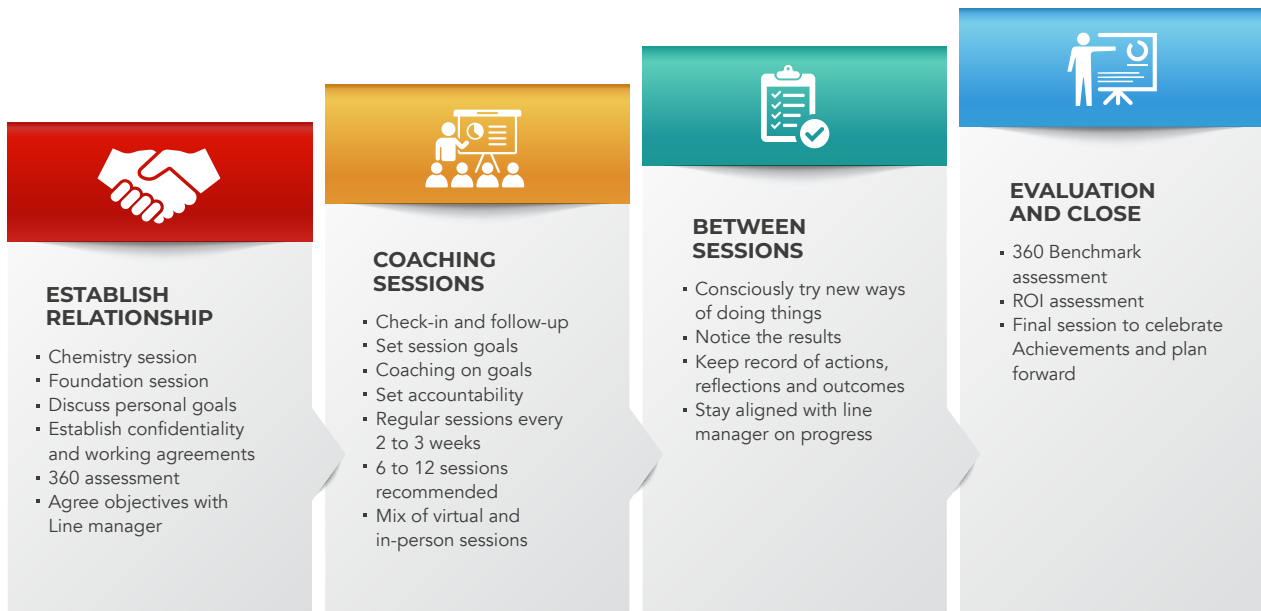 ESTABLISH
RELATIONSHIP
▪ Chemistry session
▪ Foundation session
▪ Discuss personal goals
▪ Establish confidentiality
and working agreements
▪ 360 assessment
▪ Agree objectives with
Line manager
COACHING
SESSIONS
▪ Check-in and follow-up
▪ Set session goals
▪ Coaching on goals
▪ Set accountability
▪ Regular sessions every
2 to 3 weeks
▪ 6 to 12 sessions
recommended
▪ Mix of virtual and
in-person sessions
BETWEEN
SESSIONS
▪ Consciously try new ways
of doing things
▪ Notice the results
▪ Keep record of actions,
reflections and outcomes
▪ Stay aligned with line
manager on progress
EVALUATION
AND CLOSE
▪ 360 Benchmark
assessment
▪ ROI assessment
▪ Final session to celebrate
Achievements and plan
forward